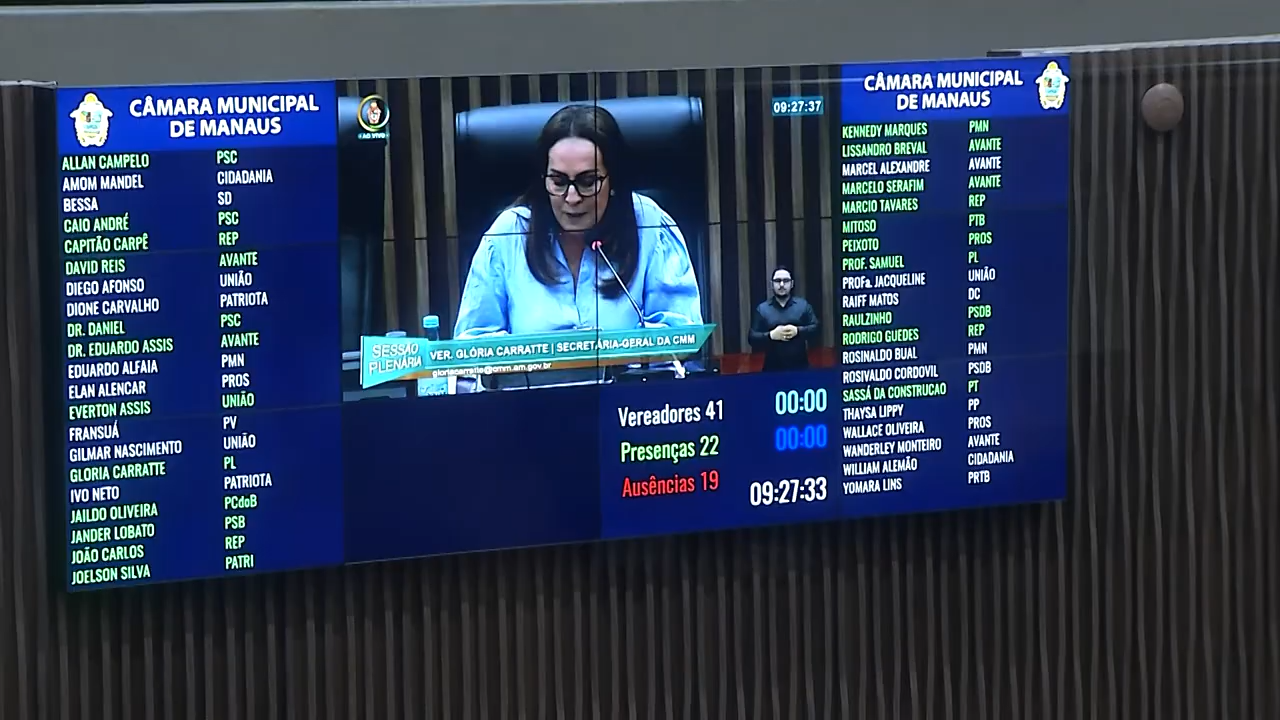 CÂMARA MUNICIPAL
DE MANAUS
ALLAN CAMPELO PSC
AMOM MANDEL CIDADANIA
BESSA SD
CAIO ANDRÉ PSC
CAPITÃO CARPÊ REP
DAVID REIS AVANTE
DIEGO AFONSO UNIÃO
DIONE CARVALHO PATRIOTA
DR. DANIEL PSC
DR. EDUARDO ASSIS AVANTE
EDUARDO ALFAIA PMN
ELAN ALENCAR PROS
EVERTON ASSIS UNIÃO
FRANSUÁ PV
GILMAR NASCIMENTO UNIÃO
GLORIA CARRATTE PL
IVO NETO PATRIOTA
JAILDO OLIVEIRA PCdoB
JANDER LOBATO PSB
JOÃO CARLOS REP
JOELSON SILVA PATRI
AO VIVO
09:27:37
SESSÃO
PLENÁRIA
VER. GLÓRIA CARRATTE | SECRETÁRIA-GERAL DA CMM
gloriacarratte@cmm.am.gov.br
Vereadores 41 00:00
Presenças 22 00:00
Ausências 19
09:27:33
CÂMARA MUNICIPAL
DE MANAUS
KENNEDY MARQUES PMN
LISSANDRO BREVAL AVANTE
MARCEL ALEXANDRE AVANTE
MARCELO SERAFIM AVANTE
MARCIO TAVARES REP
MITOSO PTB
PEIXOTO PROS
PROF. SAMUEL PL
PROFa. JACQUELINE UNIÃO
RAIFF MATOS DC
RAULZINHO PSDB
RODRIGO GUEDES REP
ROSINALDO BUAL PMN
ROSIVALDO CORDOVIL PSDB
SASSÁ DA CONSTRUCAO PT
THAYSA LIPPY PP
WALLACE OLIVEIRA PROS
WANDERLEY MONTEIRO AVANTE
WILLIAM ALEMÃO CIDADANIA
YOMARA LINS PRTB